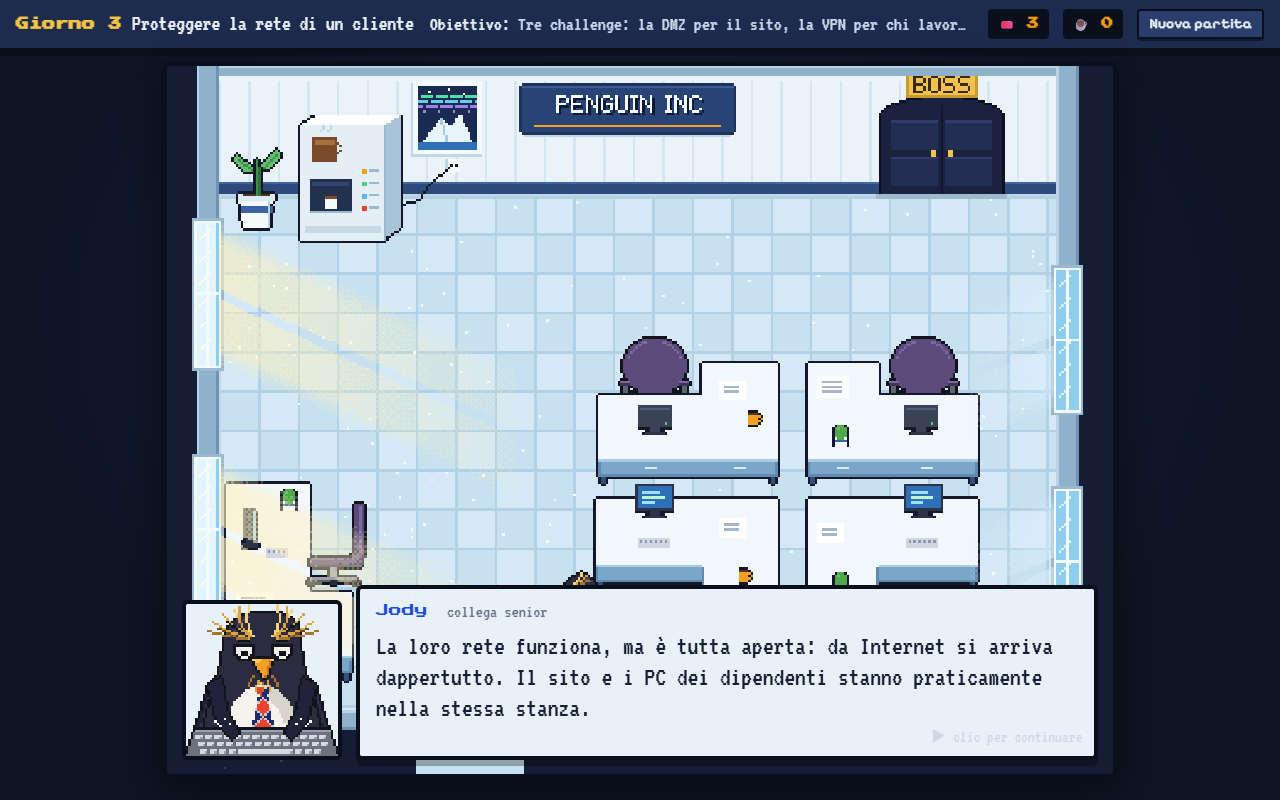 Giorno 3 Proteggere la rete di un cliente Obiettivo: Tre challenge: la DMZ per il sito, la VPN per chi lavor… 3 0 Nuova partita
BOSS
PENGUIN INC
Jody collega senior
La loro rete funziona, ma è tutta aperta: da Internet si arriva
dappertutto. Il sito e i PC dei dipendenti stanno praticamente
nella stessa stanza.
▶ clic per continuare